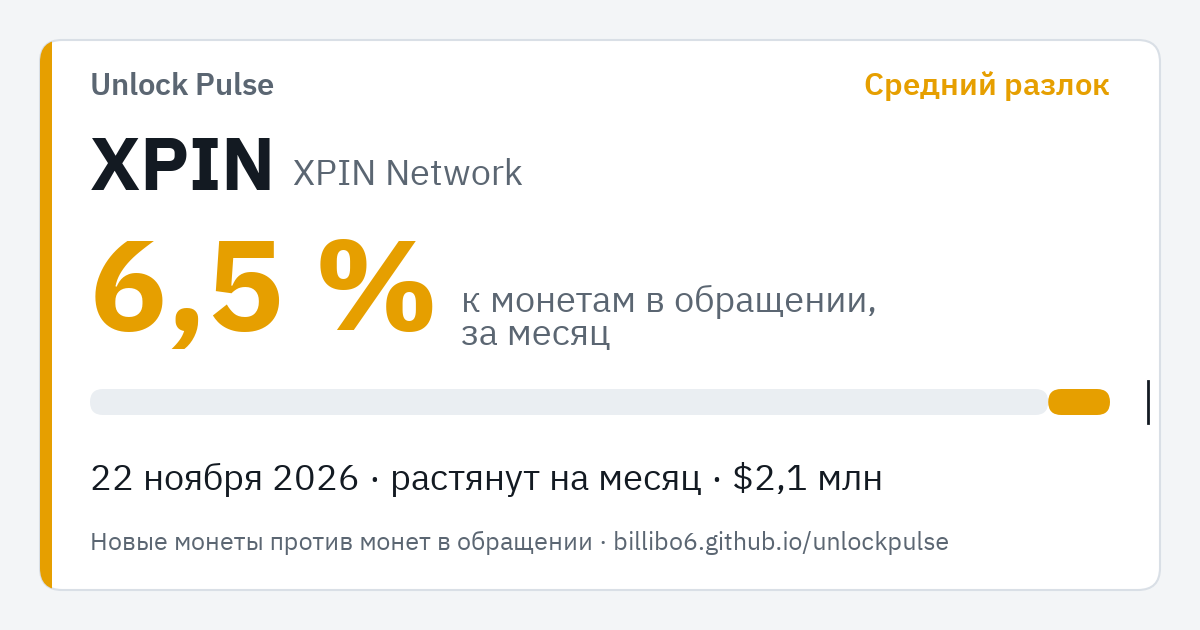 Unlock Pulse
Средний разлок
XPIN XPIN Network
6,5 % к монетам в обращении,
за месяц
22 ноября 2026 · растянут на месяц · $2,1 млн
Новые монеты против монет в обращении · billibo6.github.io/unlockpulse